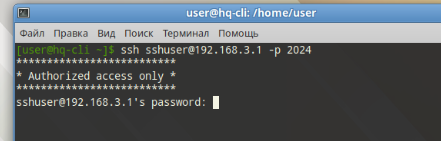 user@hq-cli: /home/user
Файл Правка Вид Поиск Терминал Помощь
[user@hq-cli ~]$ ssh sshuser@192.168.3.1 -p 2024
**************************
* Authorized access only *
**************************
sshuser@192.168.3.1's password: